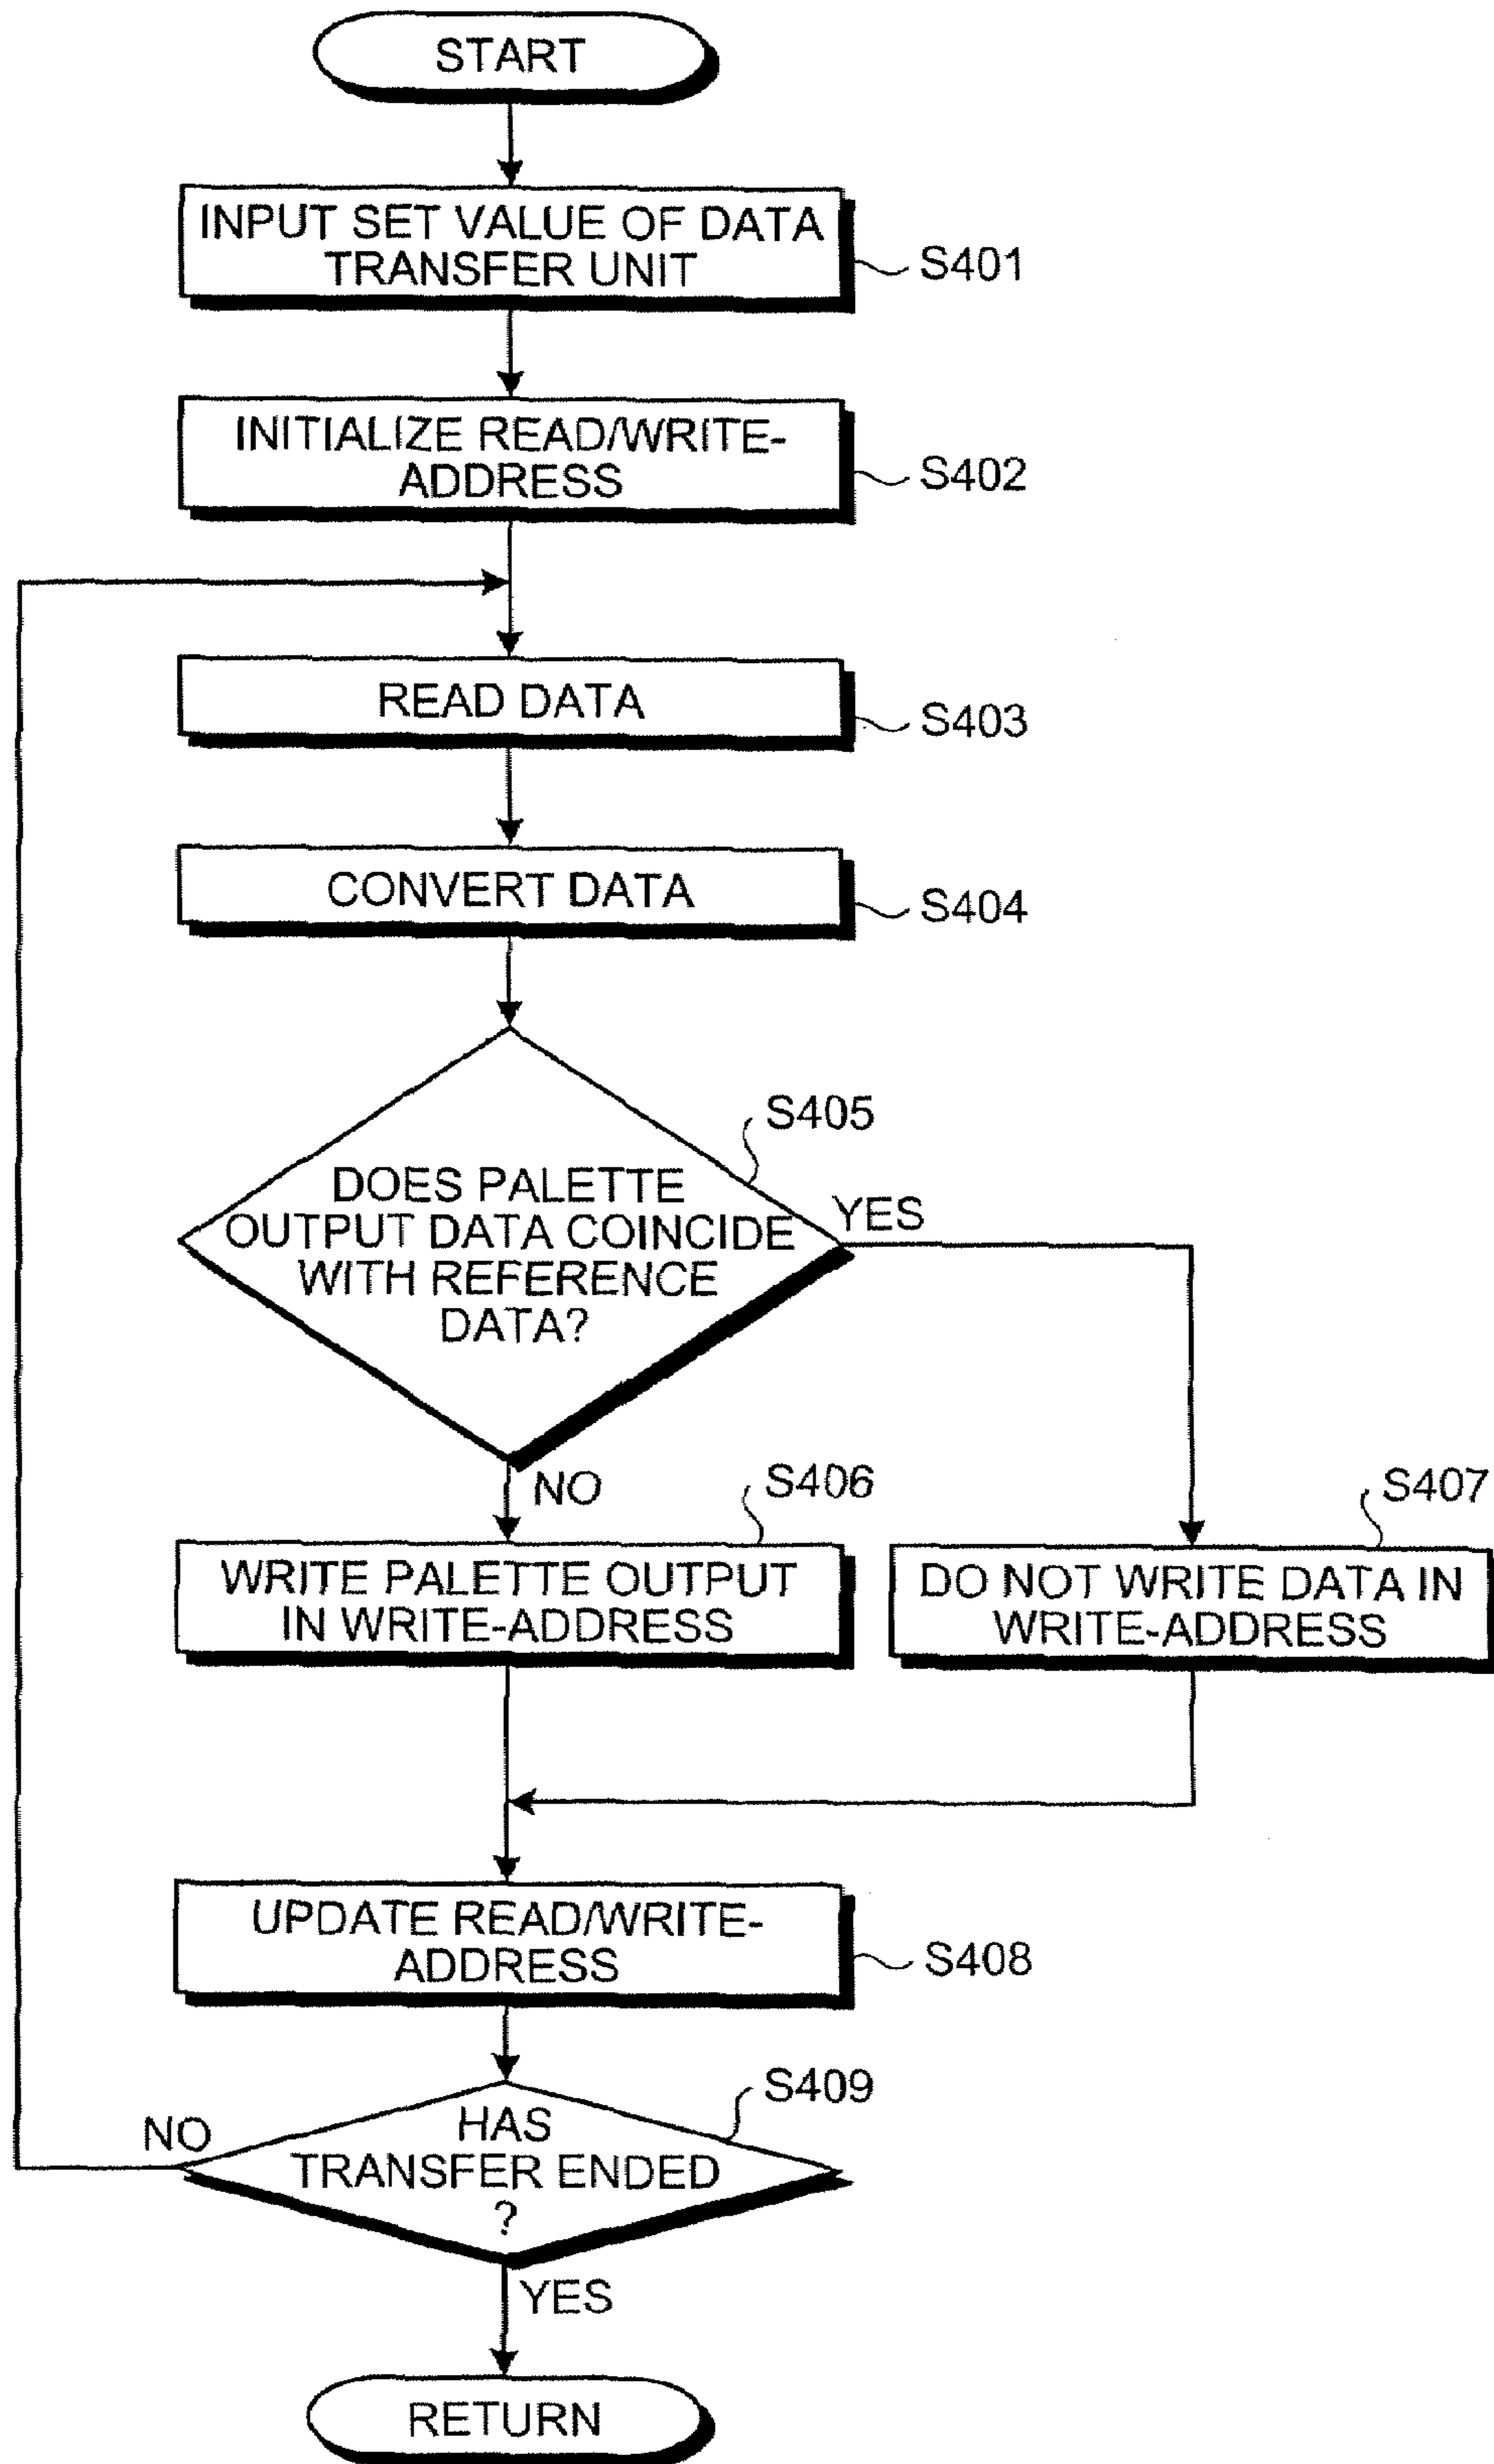 START
INPUT SET VALUE OF DATA
TRANSFER UNIT
S401
INITIALIZE READ/WRITE-
ADDRESS
S402
READ DATA
S403
CONVERT DATA
S404
S405
DOES PALETTE
OUTPUT DATA COINCIDE
WITH REFERENCE
DATA?
YES
NO
S406
WRITE PALETTE OUTPUT
IN WRITE-ADDRESS
S407
DO NOT WRITE DATA IN
WRITE-ADDRESS
UPDATE READ/WRITE-
ADDRESS
S408
S409
HAS
TRANSFER ENDED
?
NO
YES
RETURN